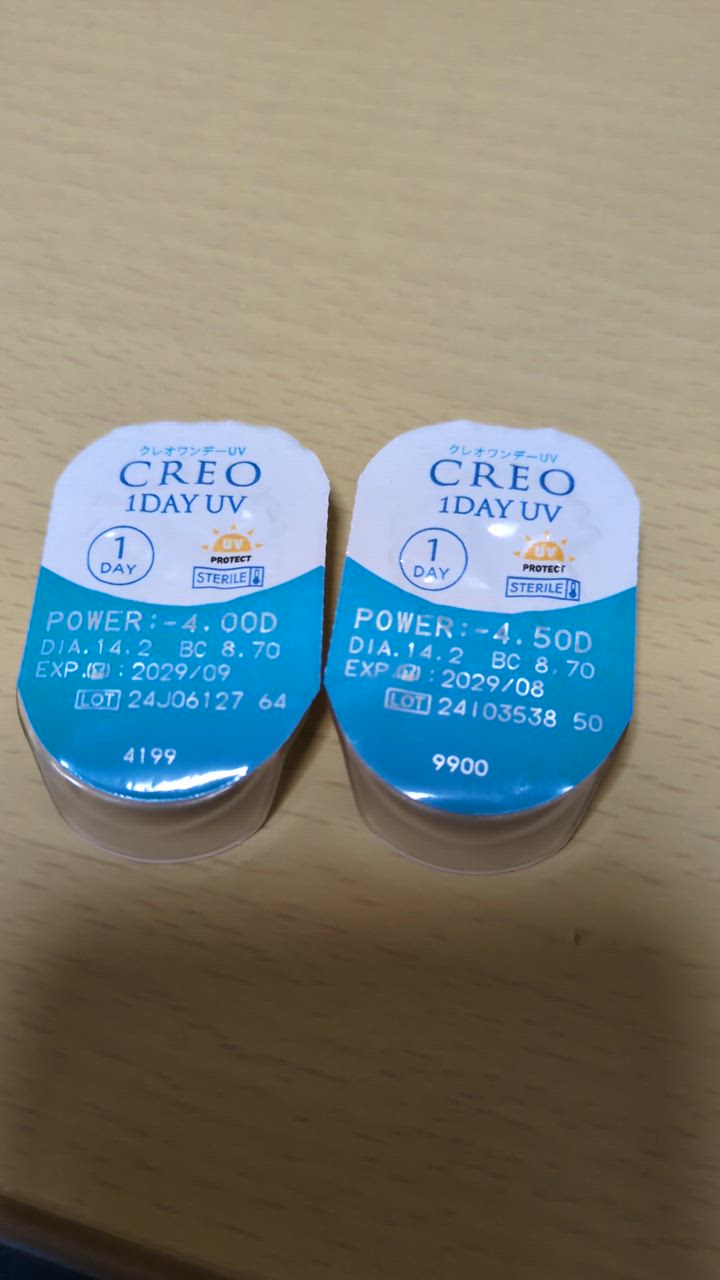 クレオワンデーUV
CREO
1DAY UV
1
DAY
UV
PROTECT
STERILE
POWER:-4.00D
DIA.14.2 BC 8.70
EXP. : 2029/09
LOT 24J06127 64
4199
クレオワンデーUV
CREO
1DAY UV
1
DAY
UV
PROTECT
STERILE
POWER:-4.50D
DIA.14.2 BC 8.70
EXP. : 2029/08
LOT 24I03538 50
9900